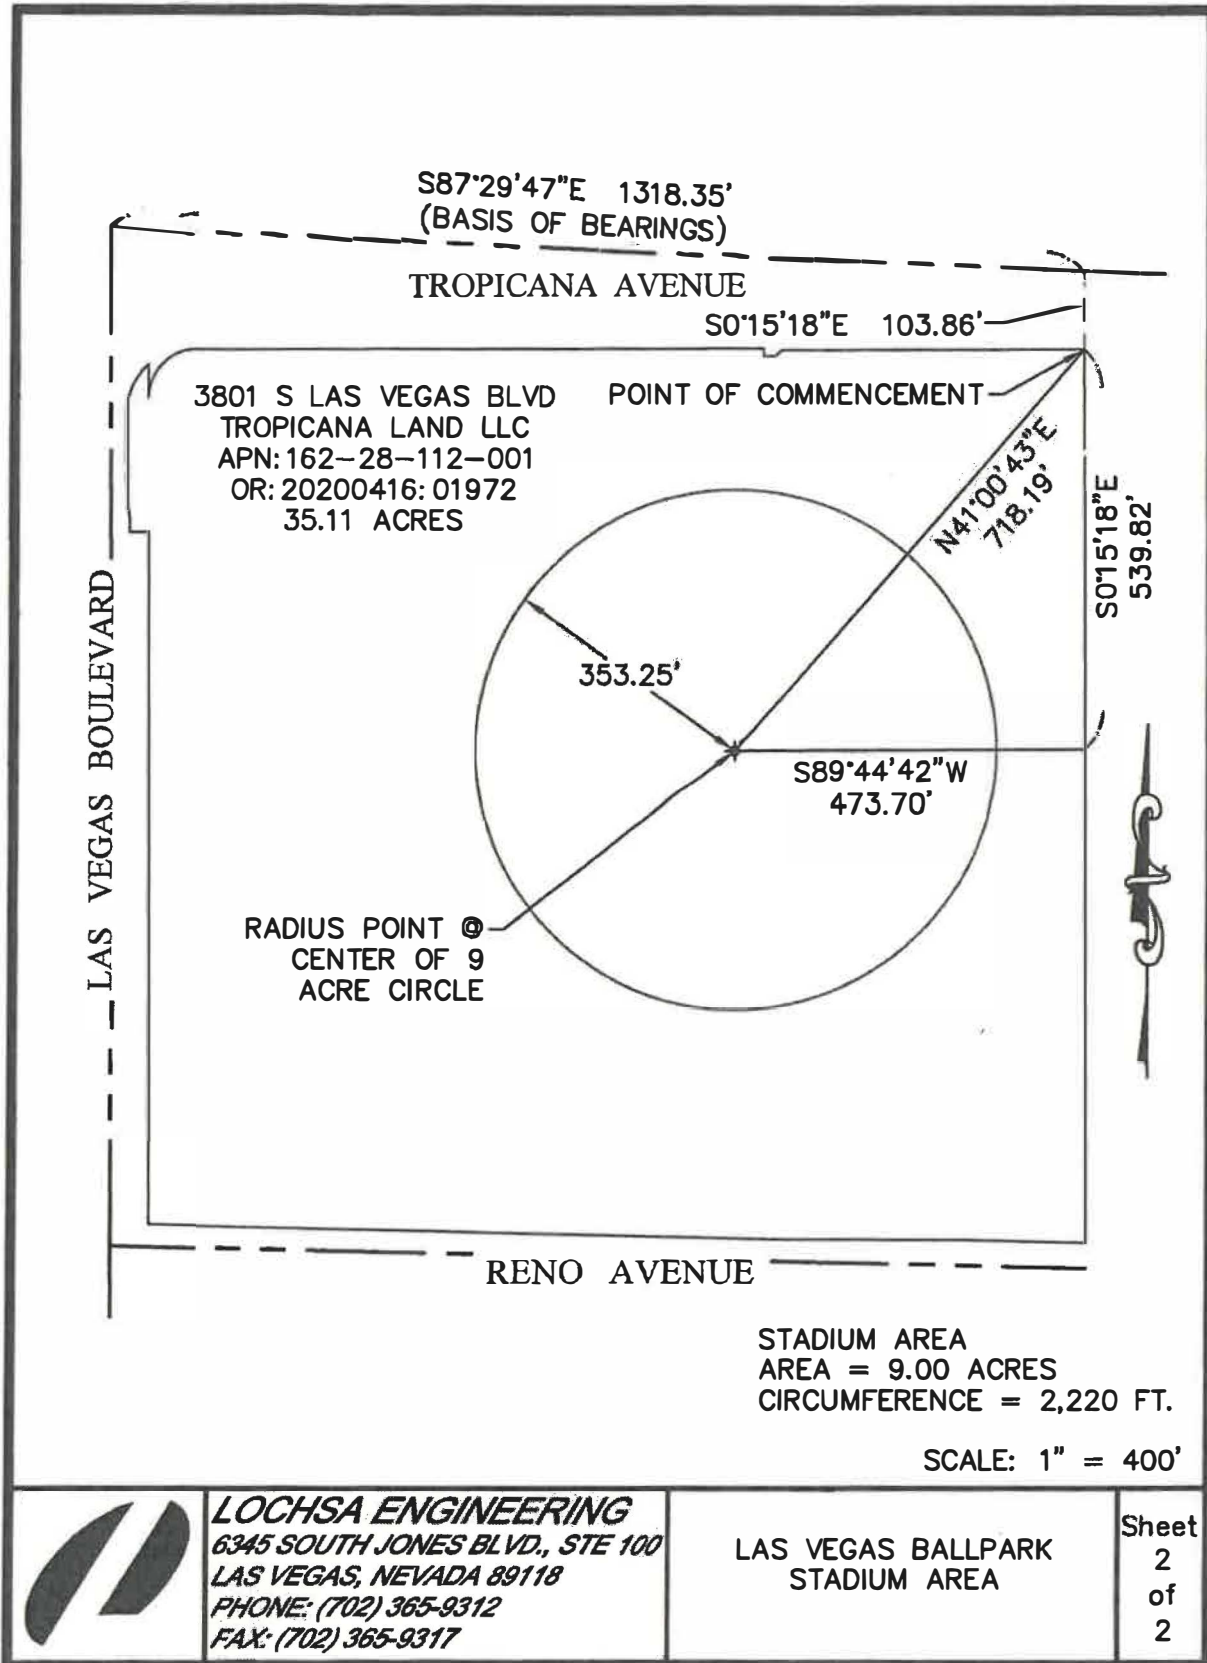 S87°29'47"E 1318.35'
(BASIS OF BEARINGS)
TROPICANA AVENUE
S0°15'18"E 103.86'
3801 S LAS VEGAS BLVD
TROPICANA LAND LLC
APN: 162-28-112-001
OR: 20200416: 01972
35.11 ACRES
POINT OF COMMENCEMENT
N41°00'43"E
718.19'
S0°15'18"E
539.82'
LAS VEGAS BOULEVARD
353.25'
S89°44'42"W
473.70'
RADIUS POINT @
CENTER OF 9
ACRE CIRCLE
RENO AVENUE
STADIUM AREA
AREA = 9.00 ACRES
CIRCUMFERENCE = 2,220 FT.
SCALE: 1" = 400'
LOCHSA ENGINEERING
6345 SOUTH JONES BLVD., STE 100
LAS VEGAS, NEVADA 89118
PHONE: (702) 365-9312
FAX: (702) 365-9317
LAS VEGAS BALLPARK
STADIUM AREA
Sheet
2
of
2